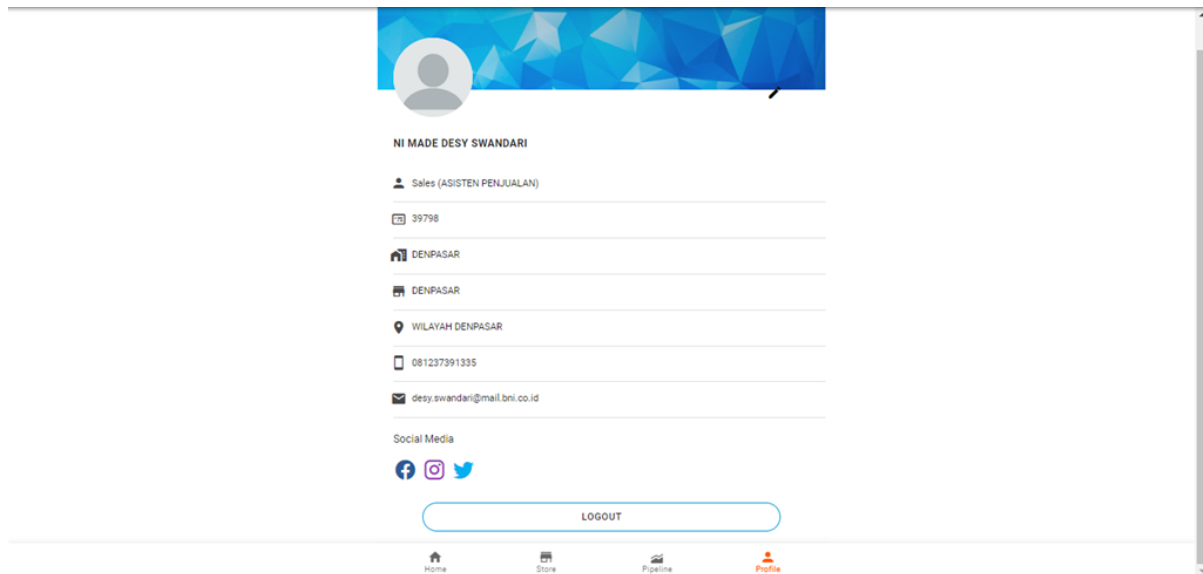 NI MADE DESY SWANDARI
Sales (ASISTEN PENJUALAN)
39798
DENPASAR
DENPASAR
WILAYAH DENPASAR
081237391335
desy.swandari@mail.bni.co.id
Social Media
LOGOUT
Home Store Pipeline Profile